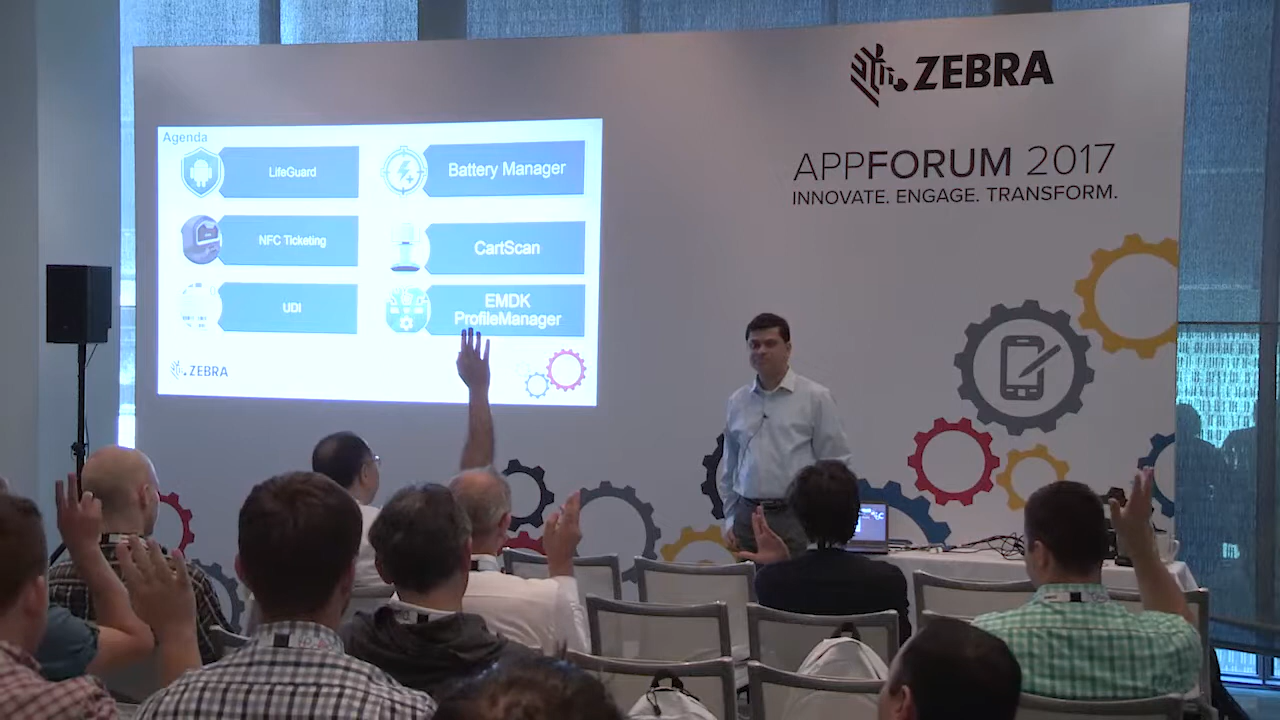 ZEBRA
APPFORUM 2017
INNOVATE. ENGAGE. TRANSFORM.
Agenda
LifeGuard
Battery Manager
NFC Ticketing
CartScan
UDI
EMDK
ProfileManager
ZEBRA